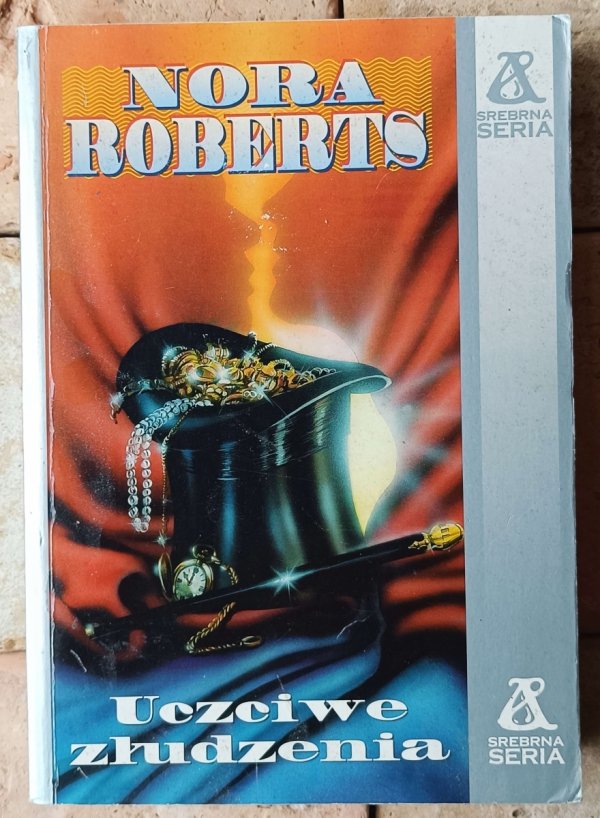 NORA
ROBERTS
SREBRNA
SERIA
Uczciwe
złudzenia
SREBRNA
SERIA